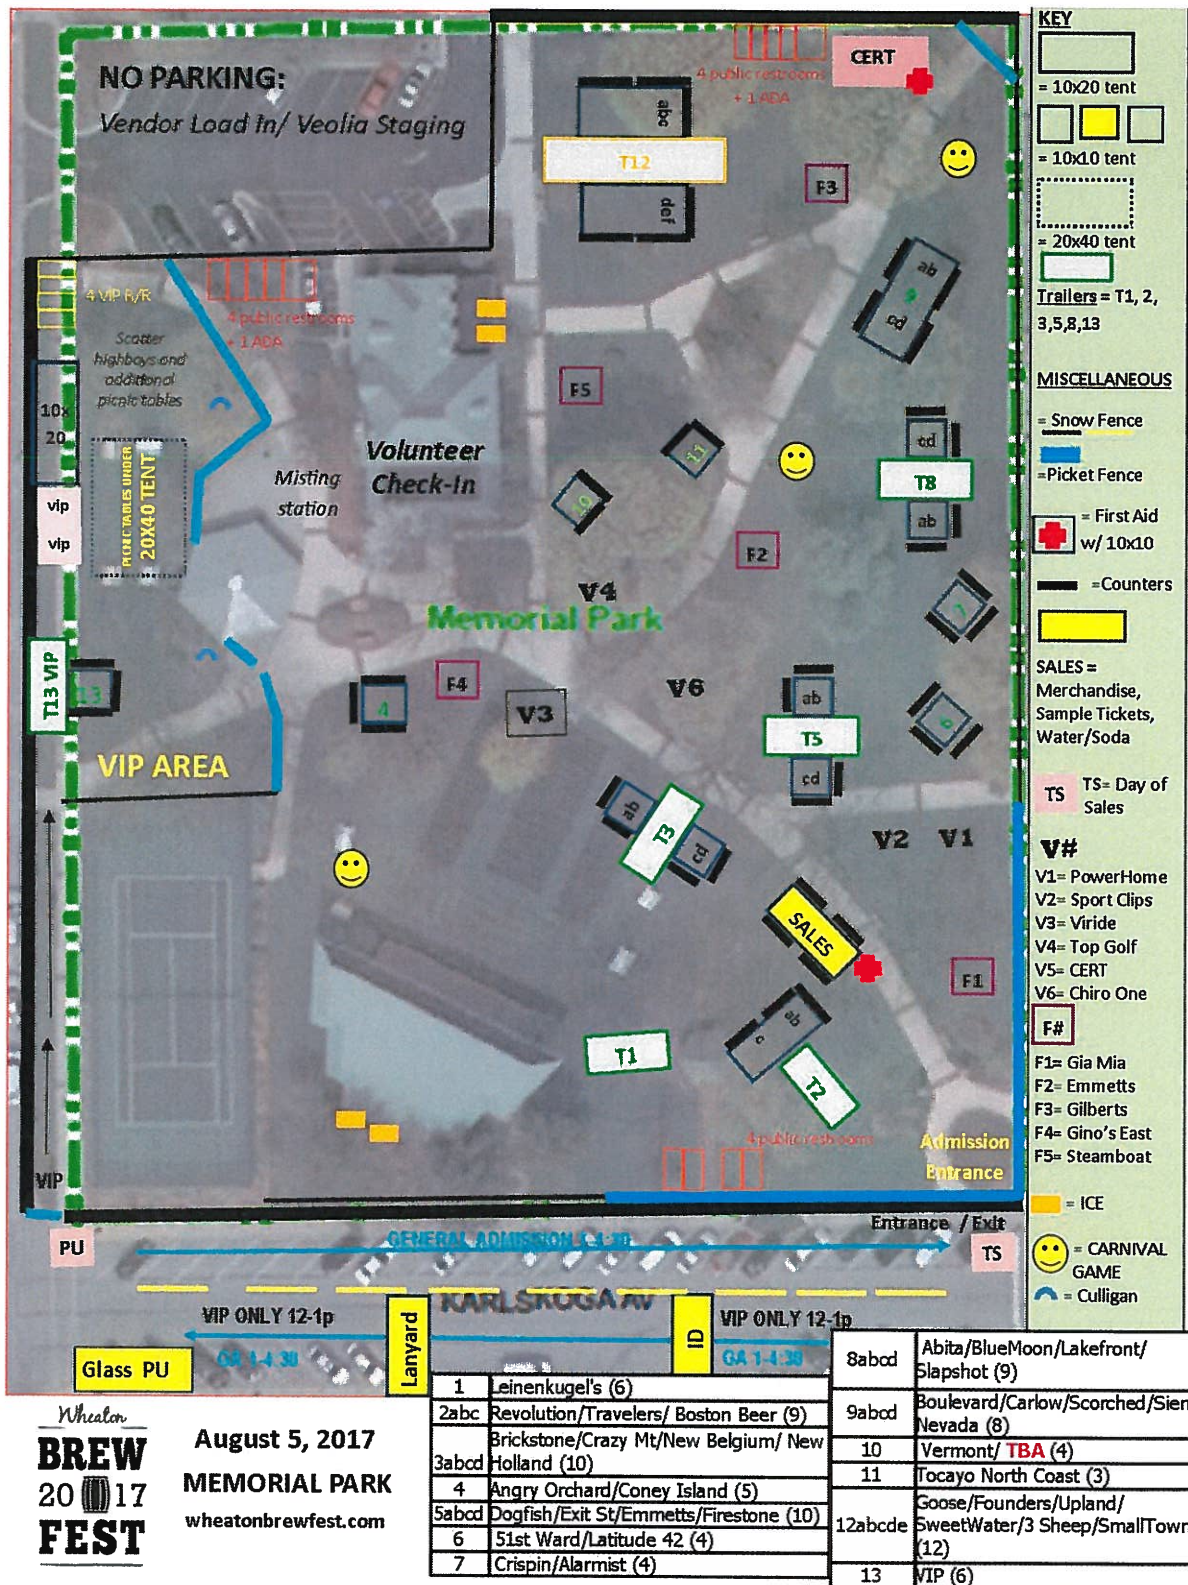 NO PARKING:
Vendor Load In/ Veolia Staging
4 public restrooms
+ 1 ADA
CERT
abc
T12
def
F3
4 VIP R/R
4 public restrooms
+ 1 ADA
Scatter
highboys and
additional
picnic tables
ab
9
cd
F5
10x
20
PICNIC TABLES UNDER
20X40 TENT
Misting
station
Volunteer
Check-In
11
10
cd
T8
ab
vip
vip
F2
V4
Memorial Park
7
T13 VIP
13
4
F4
V3
V6
ab
T5
cd
6
VIP AREA
ab
T3
cd
V2
V1
SALES
F1
ab
c
T1
T2
4 public restrooms
Admission
Entrance
VIP
Entrance / Exit
PU
GENERAL ADMISSION 1-4:30
TS
KARLSKOGA AV
VIP ONLY 12-1p
VIP ONLY 12-1p
Lanyard
ID
GA 1-4:30
GA 1-4:30
Glass PU
KEY
= 10x20 tent
= 10x10 tent
= 20x40 tent
Trailers = T1, 2,
3,5,8,13
MISCELLANEOUS
= Snow Fence
=Picket Fence
= First Aid
w/ 10x10
=Counters
SALES =
Merchandise,
Sample Tickets,
Water/Soda
TS
TS= Day of
Sales
V#
V1= PowerHome
V2= Sport Clips
V3= Viride
V4= Top Golf
V5= CERT
V6= Chiro One
F#
F1= Gia Mia
F2= Emmetts
F3= Gilberts
F4= Gino's East
F5= Steamboat
= ICE
= CARNIVAL
GAME
= Culligan
Wheaton
BREW
20 17
FEST
August 5, 2017
MEMORIAL PARK
wheatonbrewfest.com
1 Leinenkugel's (6)
2abc Revolution/Travelers/ Boston Beer (9)
3abcd Brickstone/Crazy Mt/New Belgium/ New
Holland (10)
4 Angry Orchard/Coney Island (5)
5abcd Dogfish/Exit St/Emmetts/Firestone (10)
6 51st Ward/Latitude 42 (4)
7 Crispin/Alarmist (4)
8abcd Abita/BlueMoon/Lakefront/
Slapshot (9)
9abcd Boulevard/Carlow/Scorched/Sien
Nevada (8)
10 Vermont/ TBA (4)
11 Tocayo North Coast (3)
12abcde Goose/Founders/Upland/
SweetWater/3 Sheep/SmallTown
(12)
13 VIP (6)